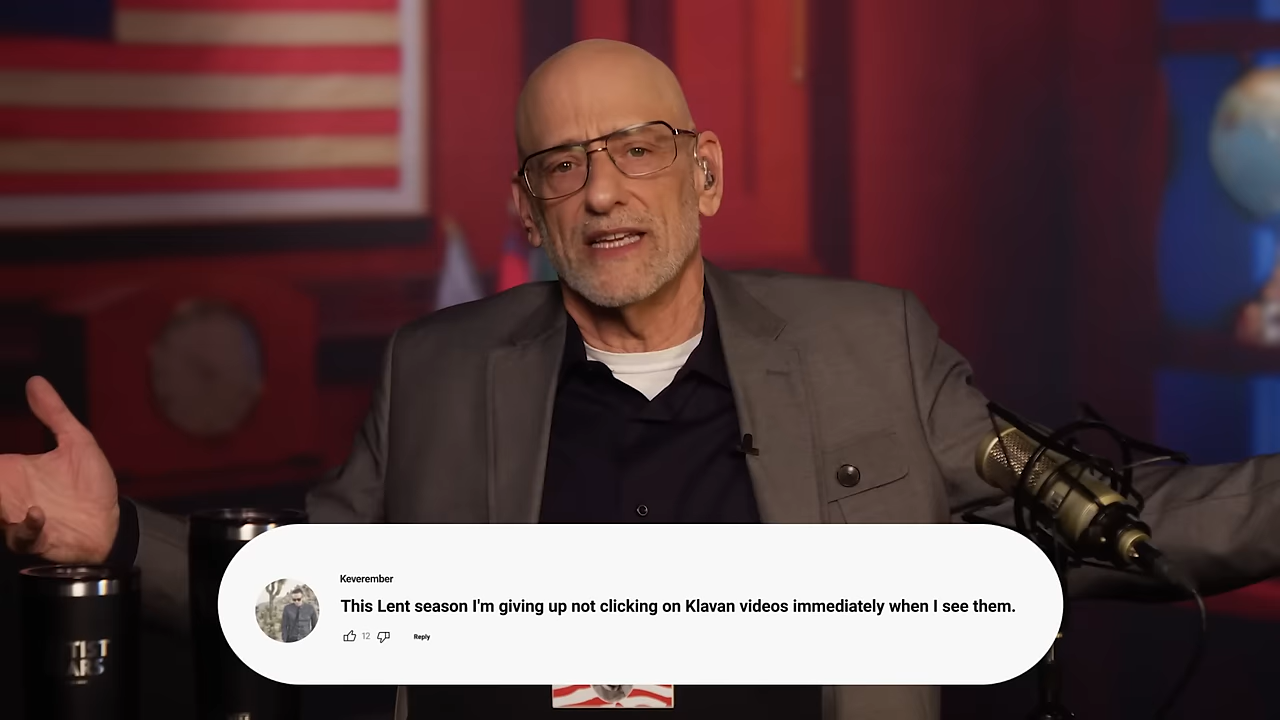 Keverember
This Lent season I'm giving up not clicking on Klavan videos immediately when I see them.
12
Reply